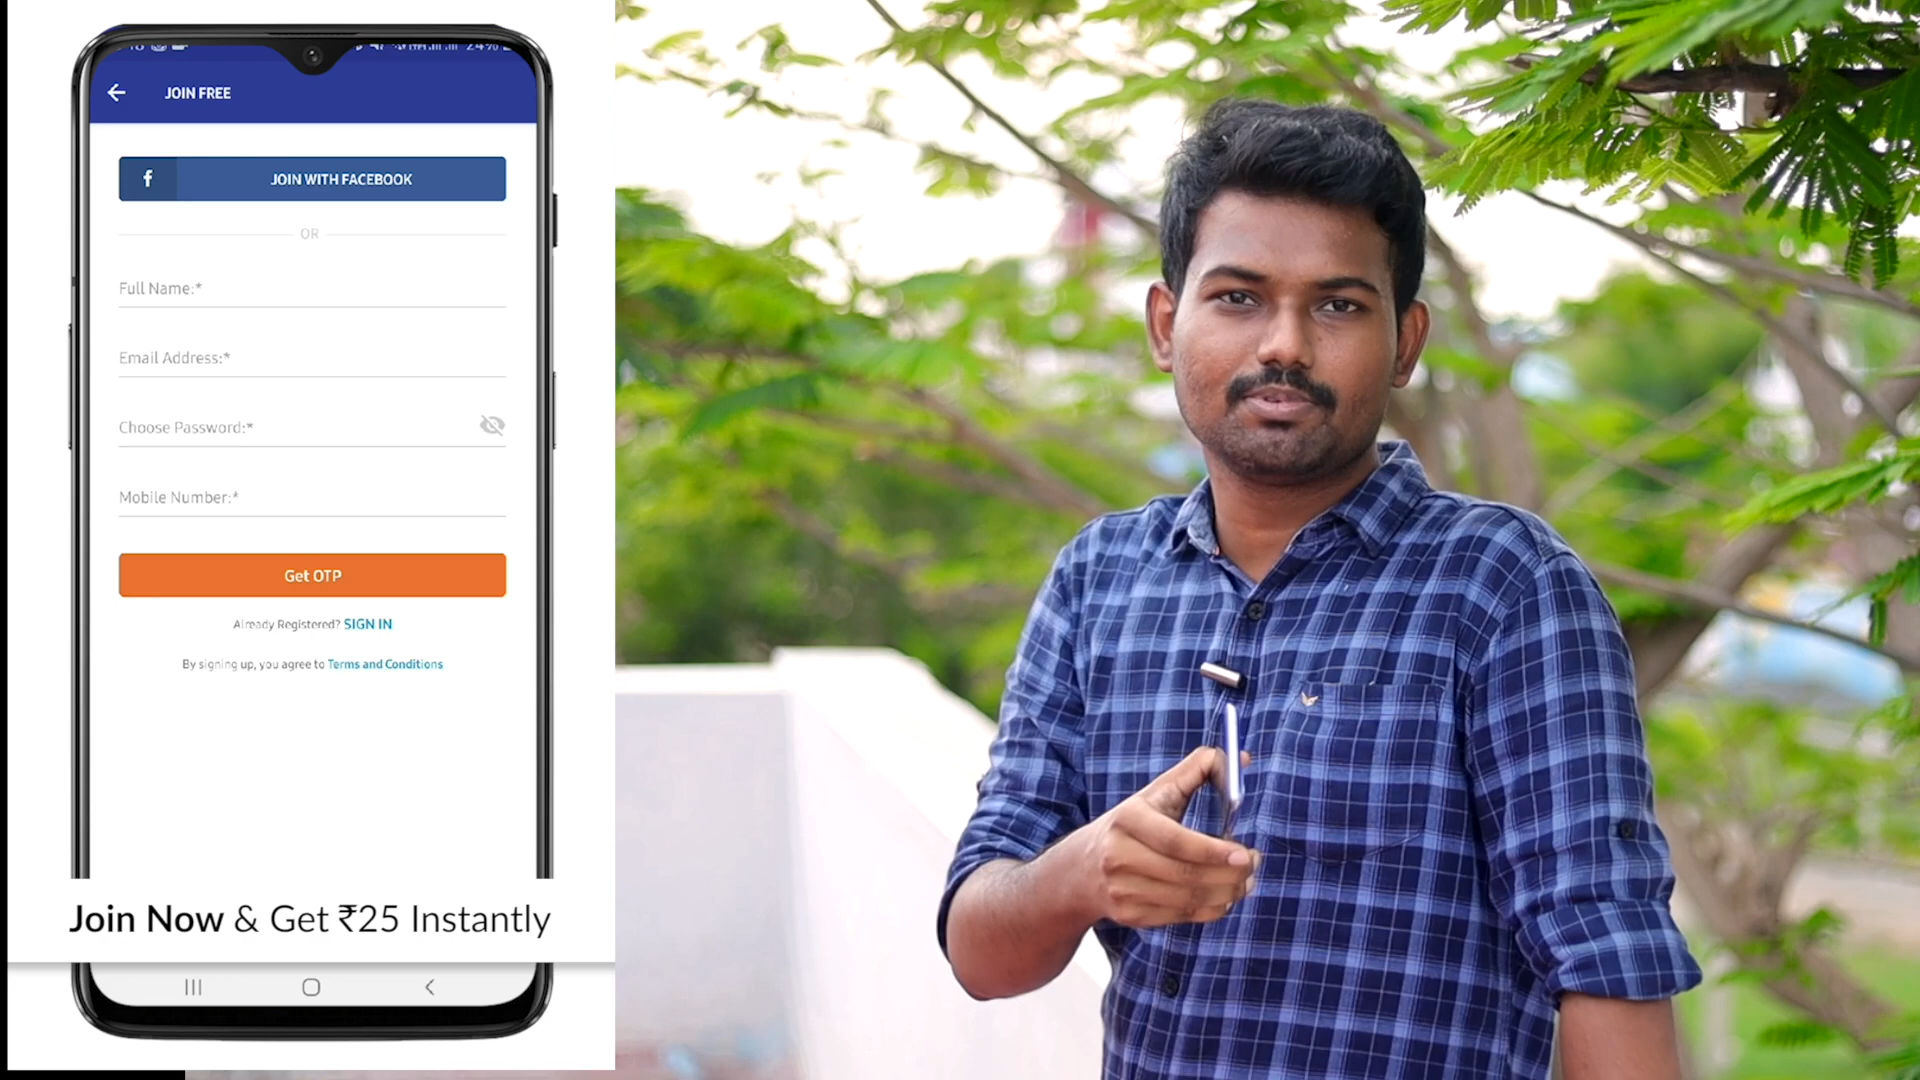 24%
JOIN FREE
f
JOIN WITH FACEBOOK
OR
Full Name:*
Email Address:*
Choose Password:*
Mobile Number:*
Get OTP
Already Registered? SIGN IN
By signing up, you agree to Terms and Conditions
Join Now & Get ₹25 Instantly